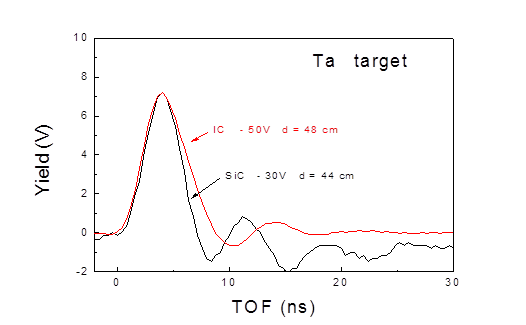 10
8
6
4
2
0
-2
Yield (V)
Ta target
IC - 50V d = 48 cm
SiC - 30V d = 44 cm
0 10 20 30
TOF (ns)